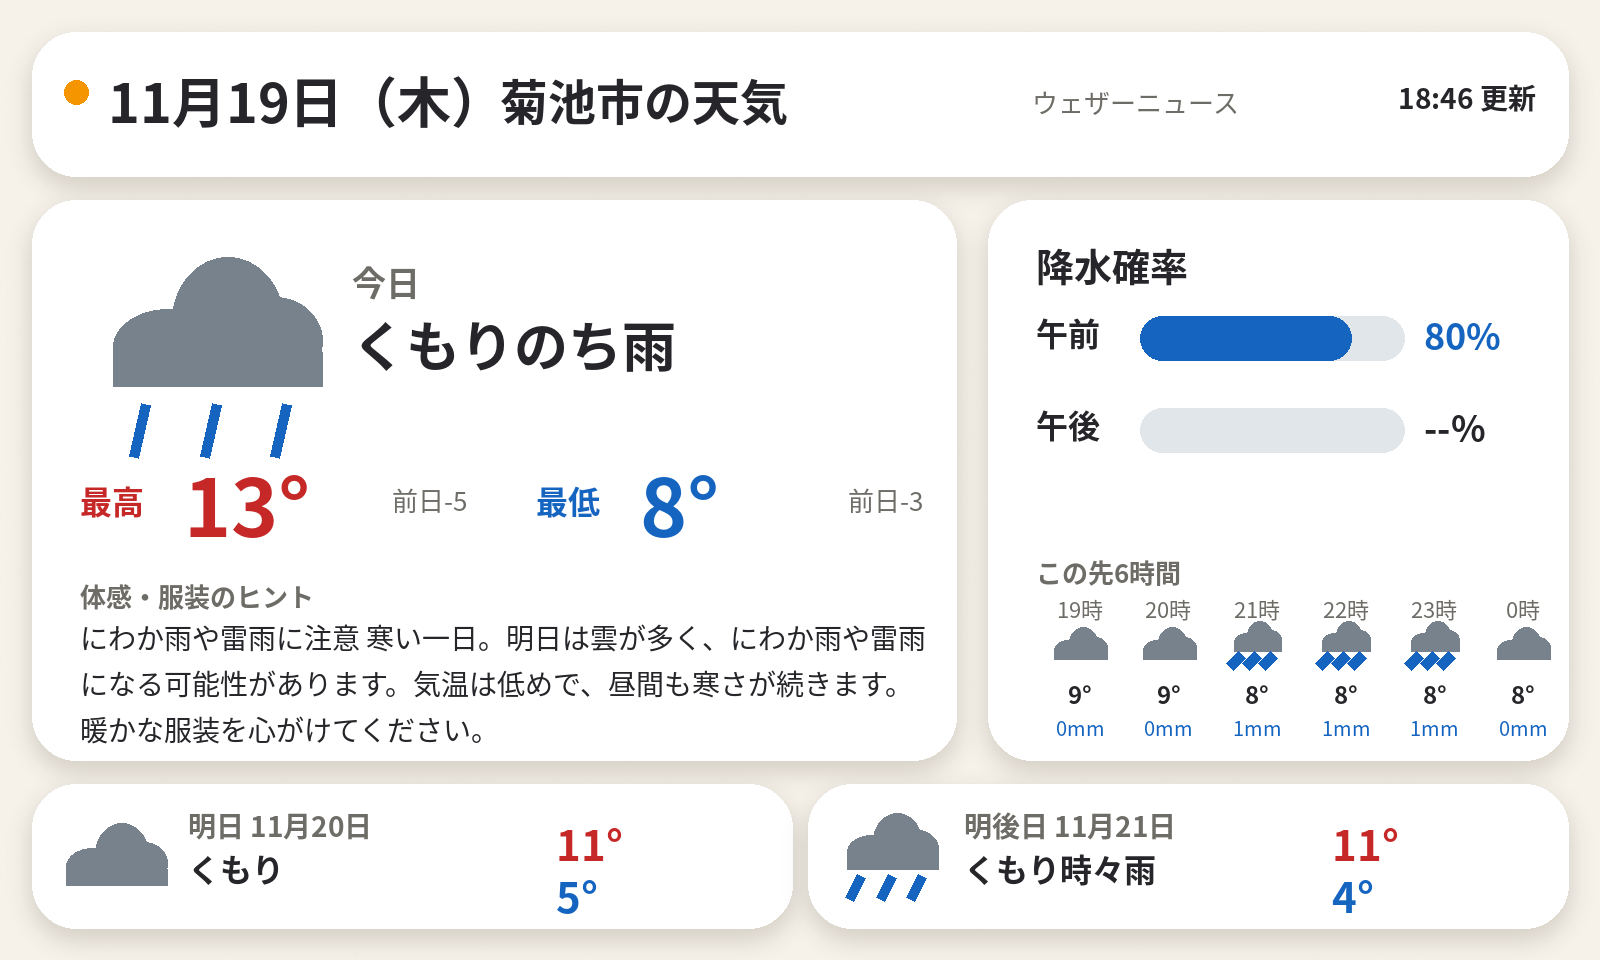 11月19日（木）菊池市の天気
ウェザーニュース
18:46 更新
今日
くもりのち雨
最高 13° 前日-5 最低 8° 前日-3
体感・服装のヒント
にわか雨や雷雨に注意 寒い一日。明日は雲が多く、にわか雨や雷雨
になる可能性があります。気温は低めで、昼間も寒さが続きます。
暖かな服装を心がけてください。
降水確率
午前 80%
午後 --%
この先6時間
19時 20時 21時 22時 23時 0時
9° 9° 8° 8° 8° 8°
0mm 0mm 1mm 1mm 1mm 0mm
明日 11月20日
くもり
11°
5°
明後日 11月21日
くもり時々雨
11°
4°